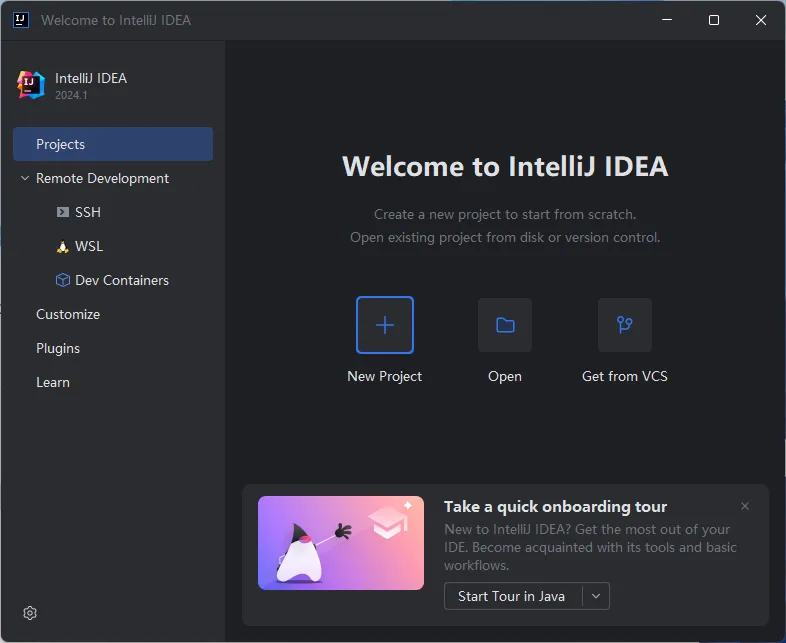 Welcome to IntelliJ IDEA
IntelliJ IDEA
2024.1
Projects
Remote Development
SSH
WSL
Dev Containers
Customize
Plugins
Learn
Welcome to IntelliJ IDEA
Create a new project to start from scratch.
Open existing project from disk or version control.
New Project
Open
Get from VCS
Take a quick onboarding tour
New to IntelliJ IDEA? Get the most out of your
IDE. Become acquainted with its tools and basic
workflows.
Start Tour in Java